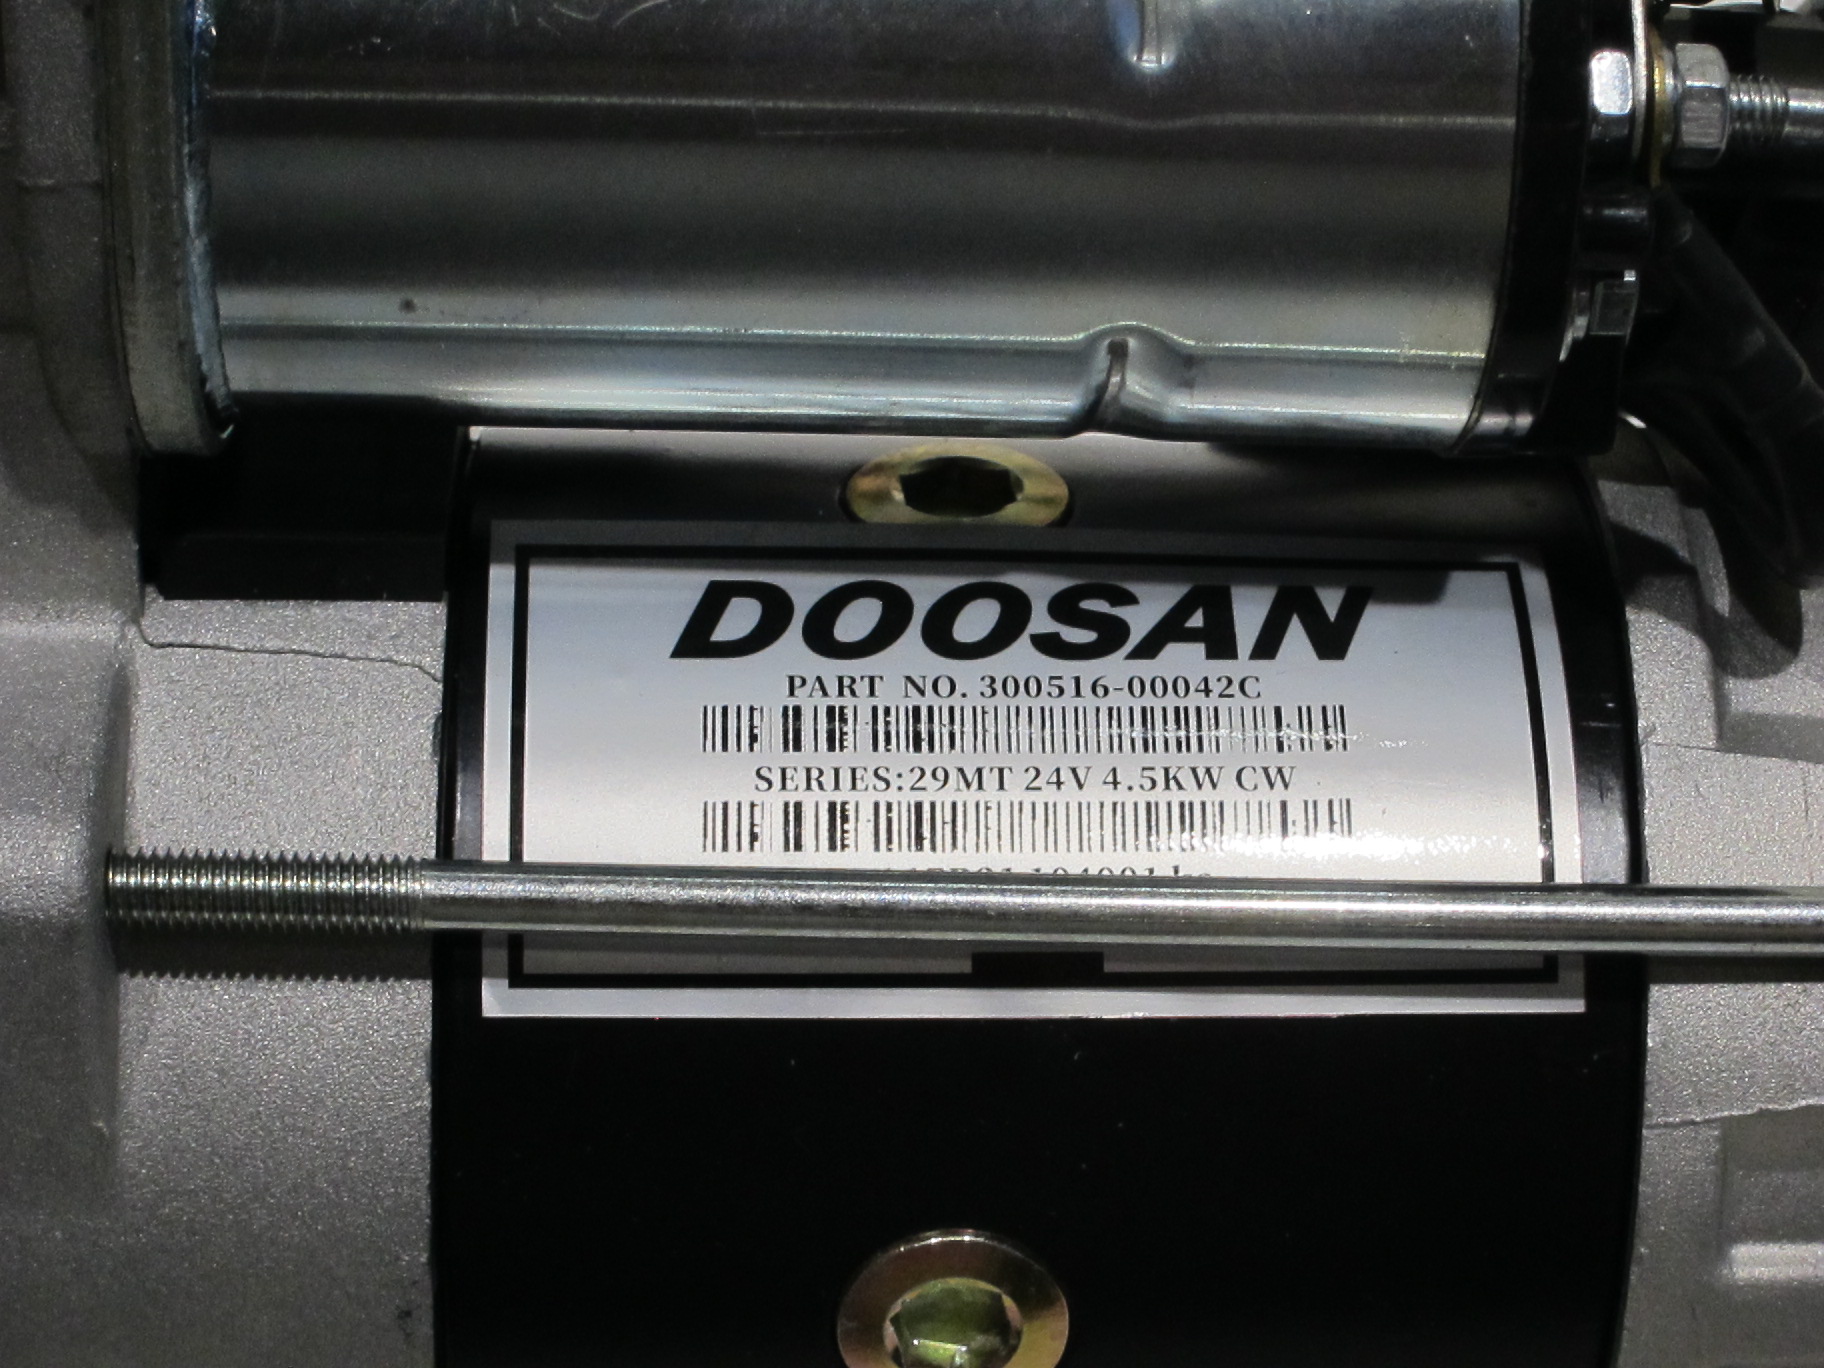 DOOSAN
PART NO. 300516-00042C
SERIES:29MT 24V 4.5KW CW